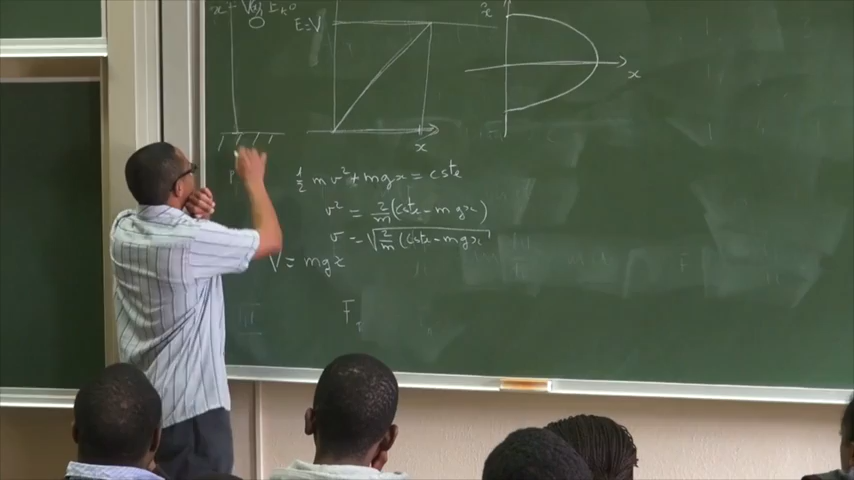 E=V
ẋ
x
x
1/2 mv² + mgx = cste
v² = 2/m (cste - mgx)
v = √(2/m (cste - mgx
V = mgz
F